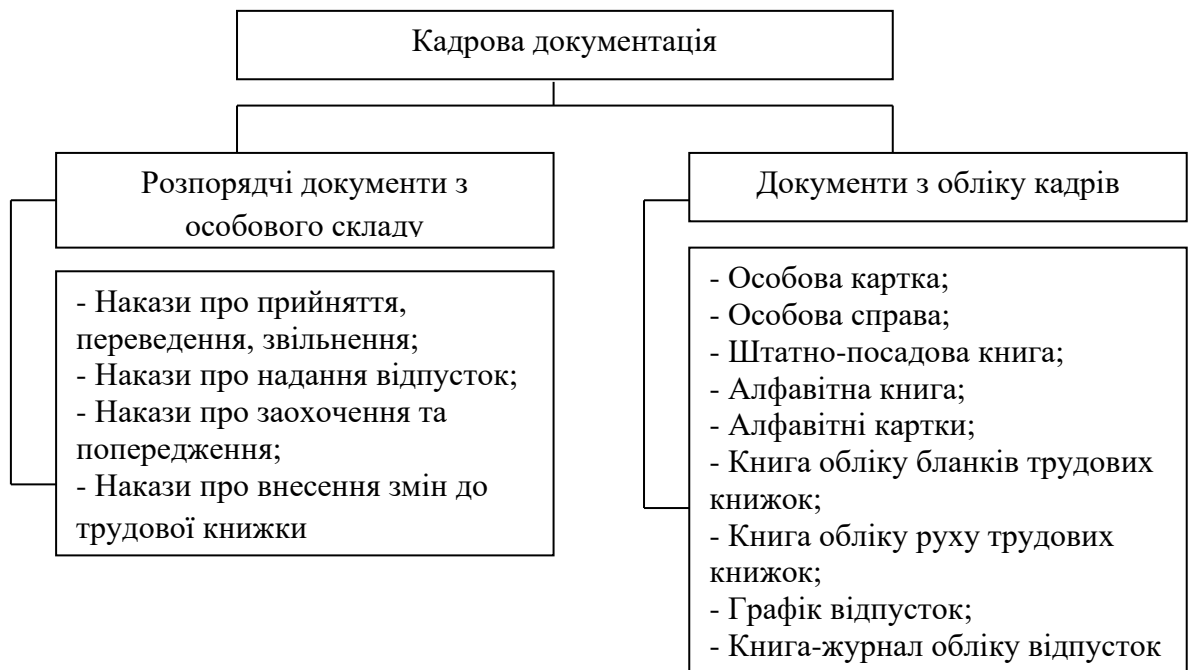 Кадрова документація
Розпорядчі документи з
особового складу
- Накази про прийняття,
переведення, звільнення;
- Накази про надання відпусток;
- Накази про заохочення та
попередження;
- Накази про внесення змін до
трудової книжки
Документи з обліку кадрів
- Особова картка;
- Особова справа;
- Штатно-посадова книга;
- Алфавітна книга;
- Алфавітні картки;
- Книга обліку бланків трудових
книжок;
- Книга обліку руху трудових
книжок;
- Графік відпусток;
- Книга-журнал обліку відпусток